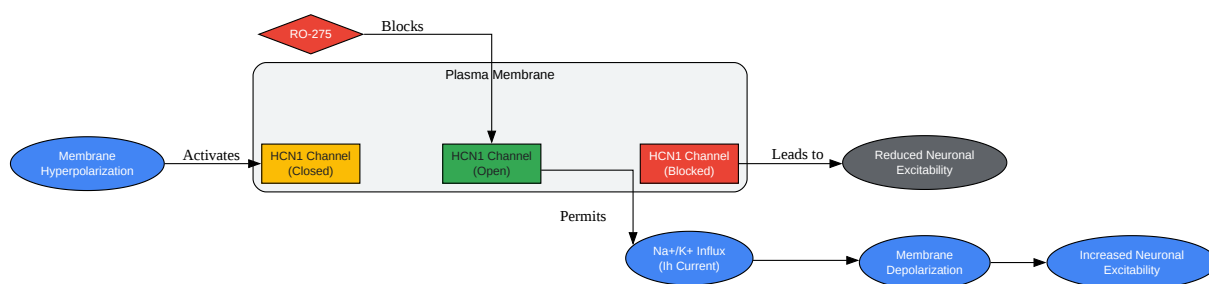 RO-275
Blocks
Plasma Membrane
Membrane
Hyperpolarization
Activates
HCN1 Channel
(Closed)
HCN1 Channel
(Open)
HCN1 Channel
(Blocked)
Leads to
Reduced Neuronal
Excitability
Permits
Na+/K+ Influx
(Ih Current)
Membrane
Depolarization
Increased Neuronal
Excitability